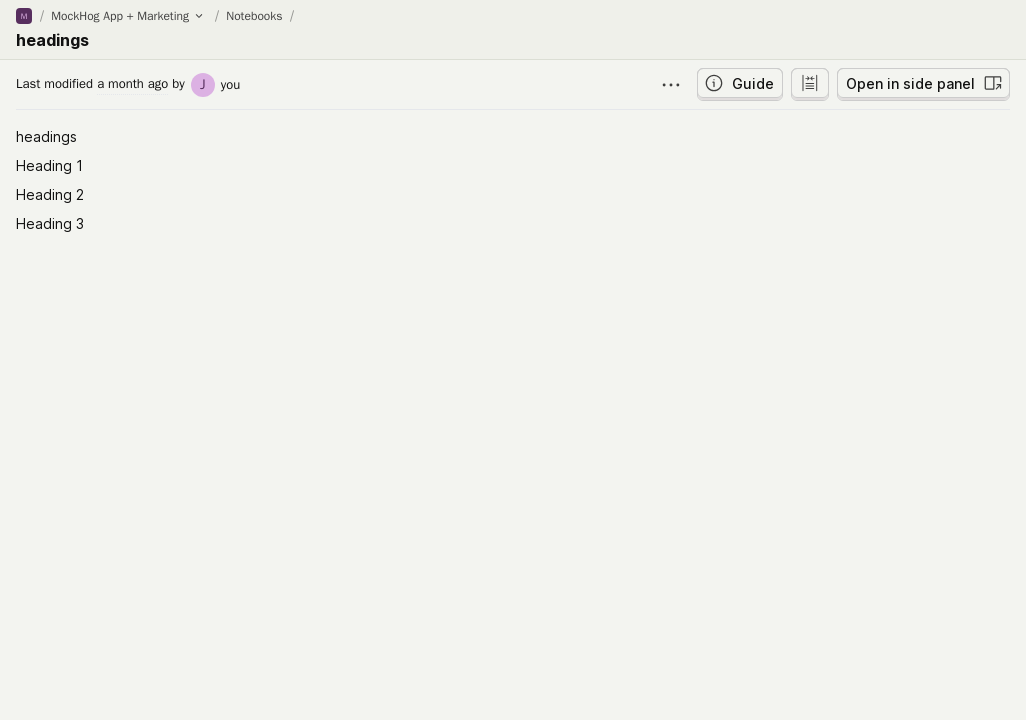 M / MockHog App + Marketing / Notebooks /
headings
Last modified a month ago by J you
Guide
Open in side panel
headings
Heading 1
Heading 2
Heading 3